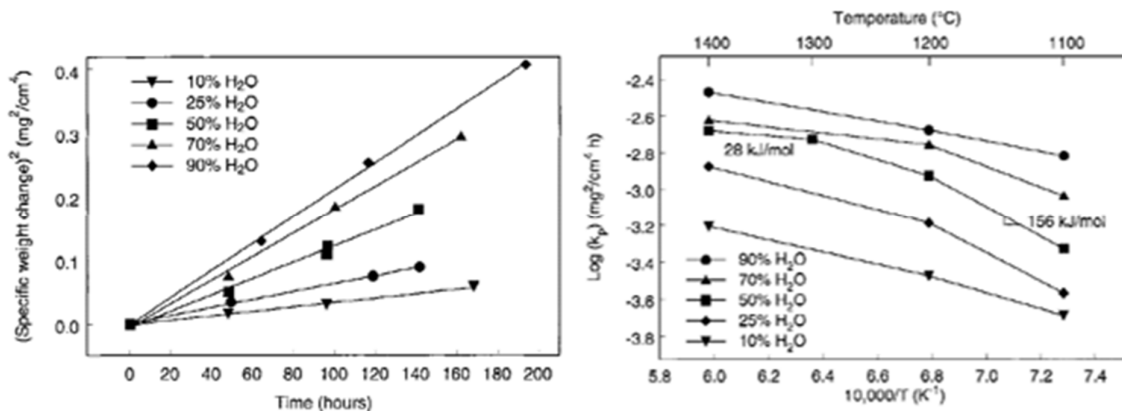 (Specific weight change)² (mg²/cm⁴)
0.4
0.3
0.2
0.1
0.0
10% H₂O
25% H₂O
50% H₂O
70% H₂O
90% H₂O
0 20 40 60 80 100 120 140 160 180 200
Time (hours)
Temperature (°C)
1400 1300 1200 1100
Log (kₚ) (mg²/cm⁴ h)
-2.4
-2.6
-2.8
-3.0
-3.2
-3.4
-3.6
-3.8
28 kJ/mol
156 kJ/mol
90% H₂O
70% H₂O
50% H₂O
25% H₂O
10% H₂O
5.8 6.0 6.2 6.4 6.6 6.8 7.0 7.2 7.4
10,000/T (K⁻¹)